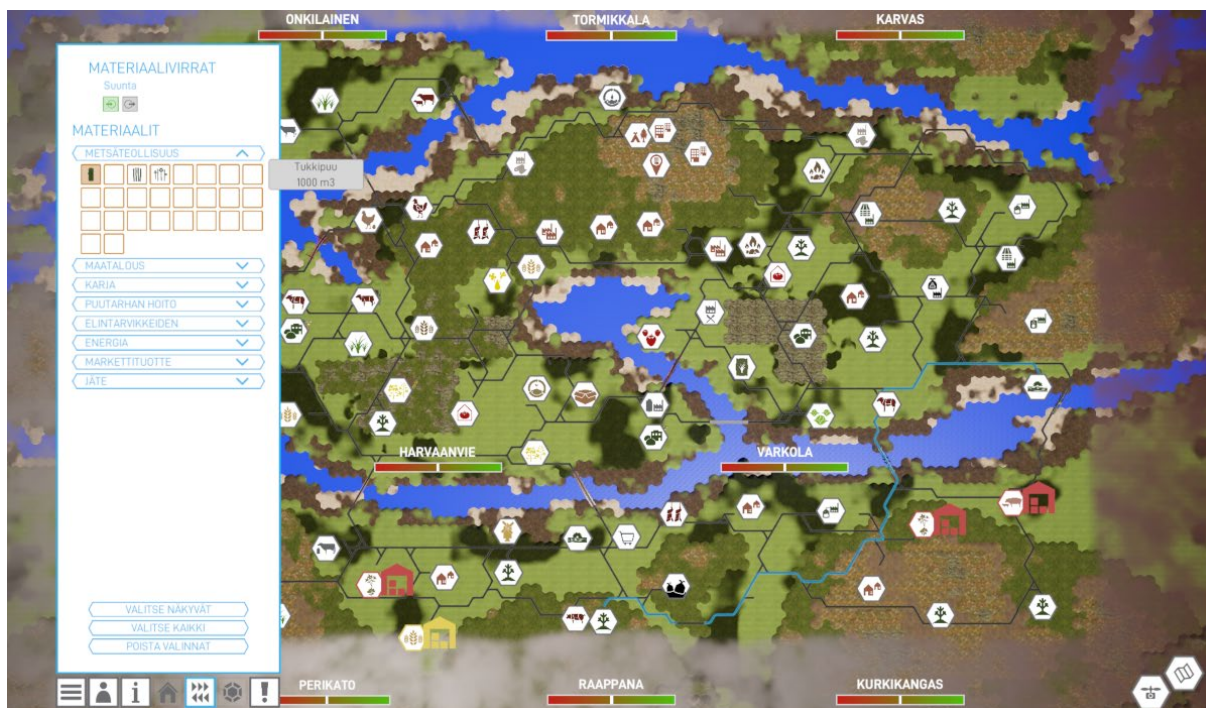 ONKILAINEN
TORMIKKALA
KARVAS
MATERIAALIVIRRAT
Suunta
MATERIAALIT
METSÄTEOLLISUUS
Tukkipuu
1000 m3
MAATALOUS
KARJA
PUUTARHAN HOITO
ELINTARVIKKEIDEN
ENERGIA
MARKETTITUOTTE
JÄTE
HARVAANVIE
VARKOLA
VALITSE NÄKYVÄT
VALITSE KAIKKI
POISTA VALINNAT
PERIKATO
RAAPPANA
KURKIKANGAS